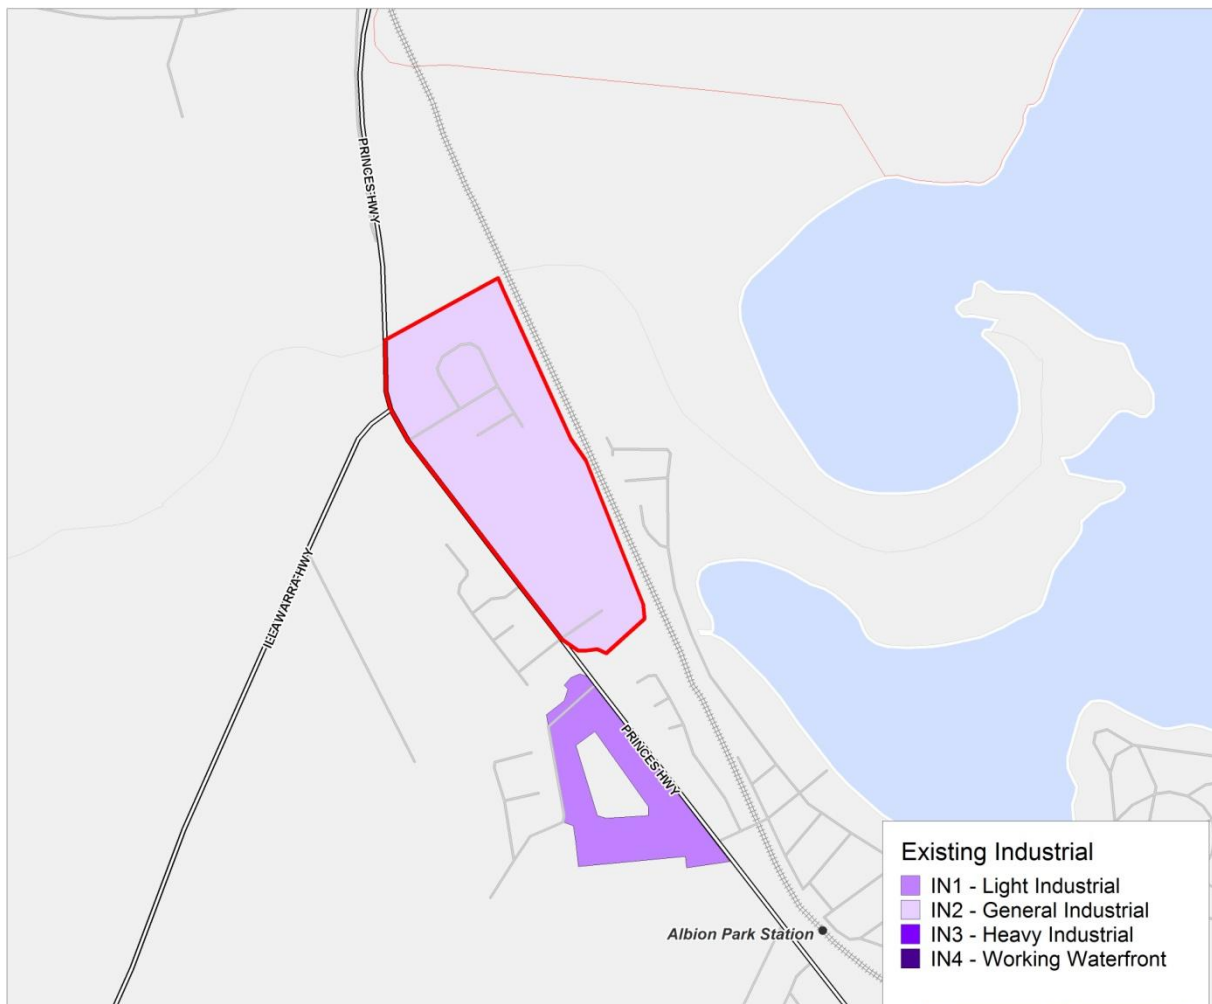 PRINCES HWY
ILLAWARRA HWY
PRINCES HWY
Albion Park Station
Existing Industrial
IN1 - Light Industrial
IN2 - General Industrial
IN3 - Heavy Industrial
IN4 - Working Waterfront